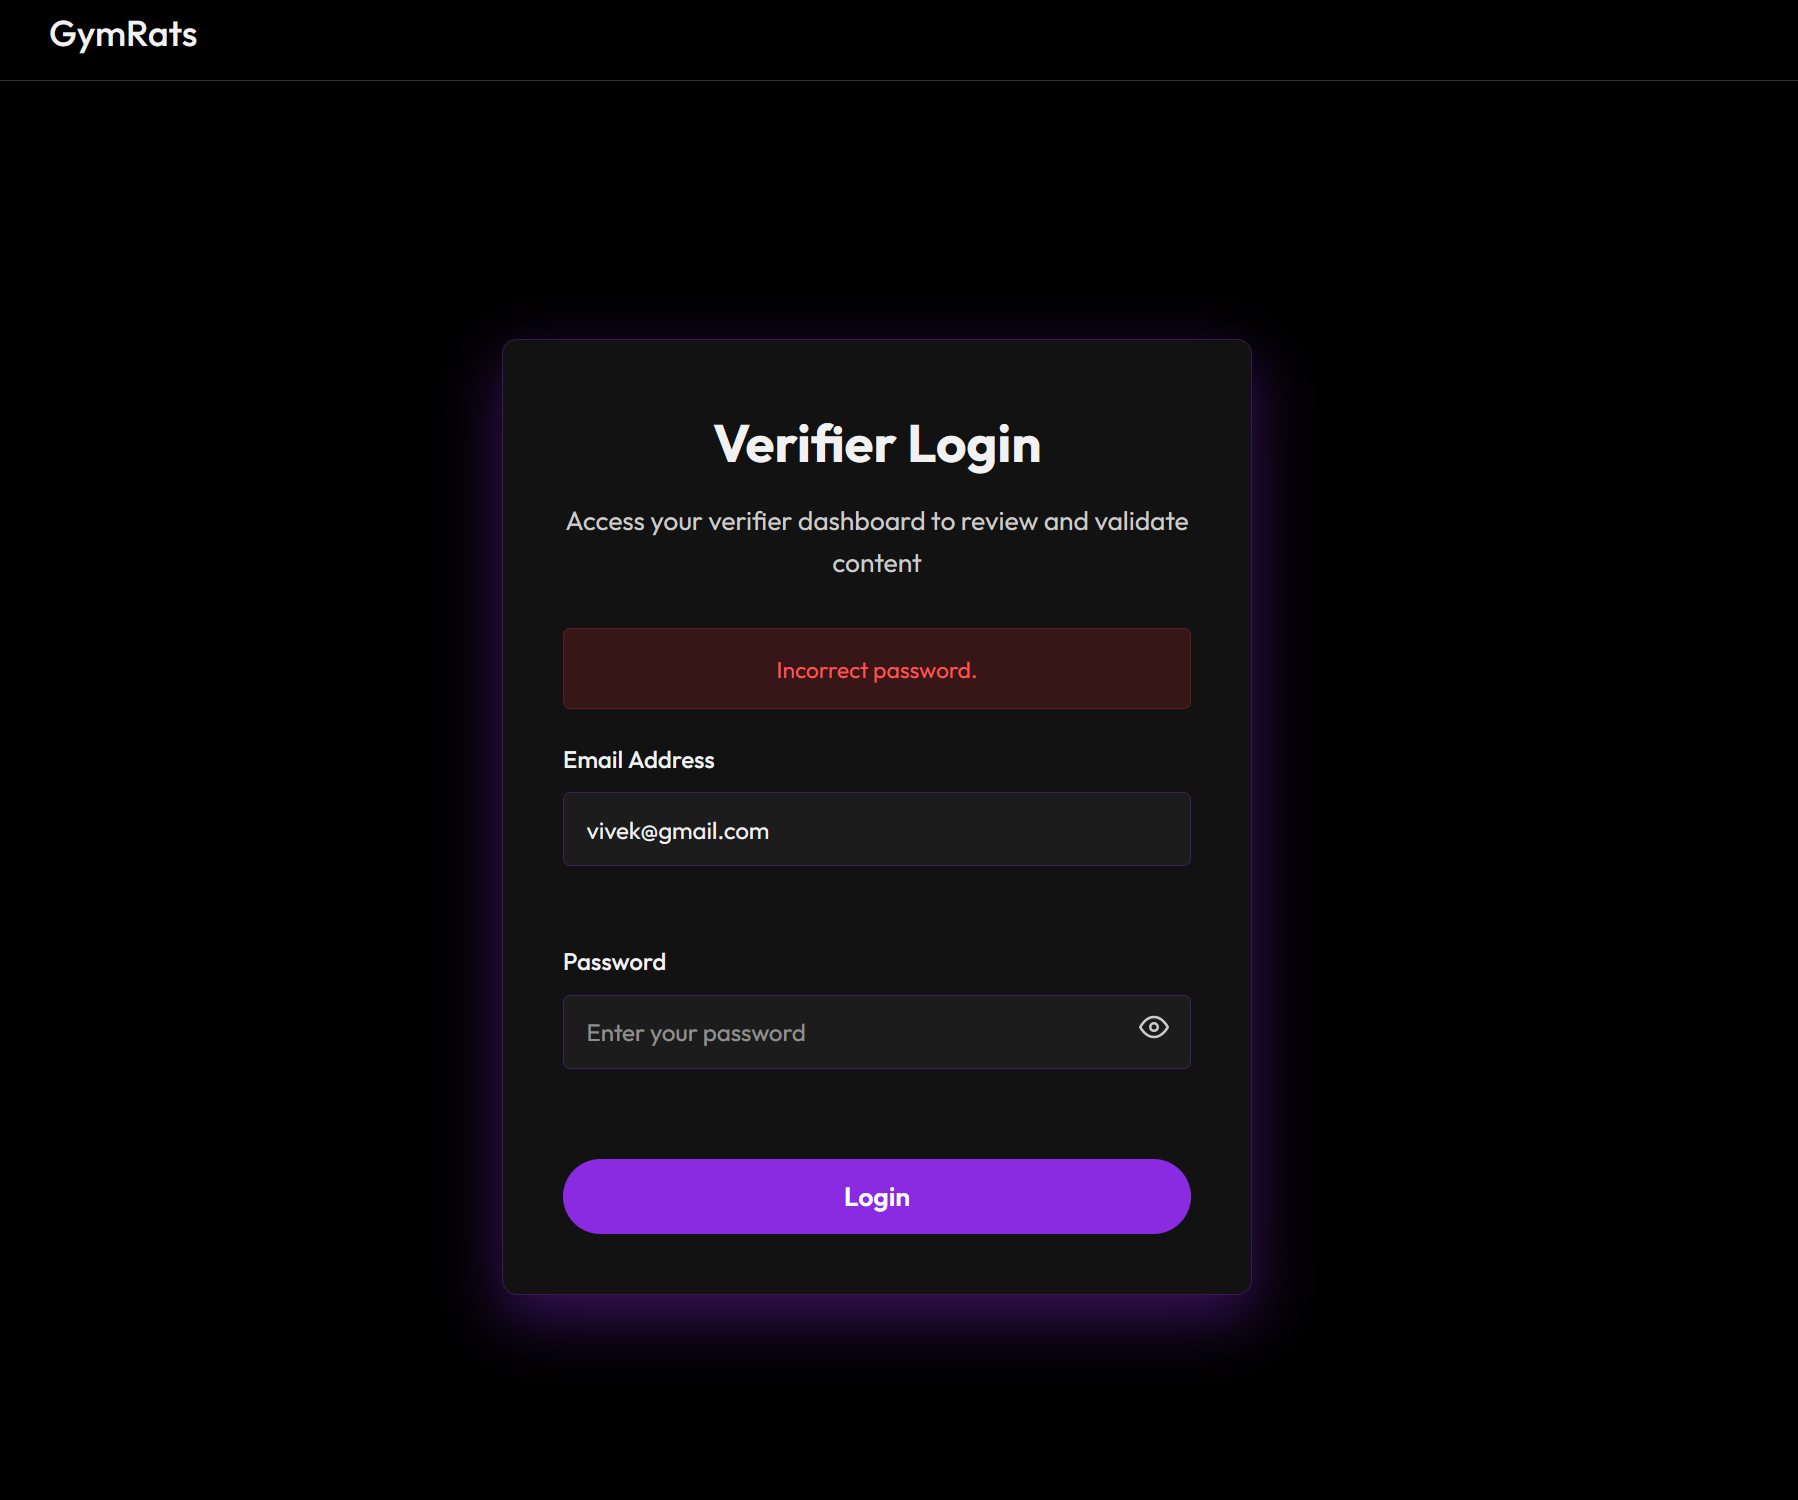 GymRats
Verifier Login
Access your verifier dashboard to review and validate
content
Incorrect password.
Email Address
vivek@gmail.com
Password
Enter your password
Login